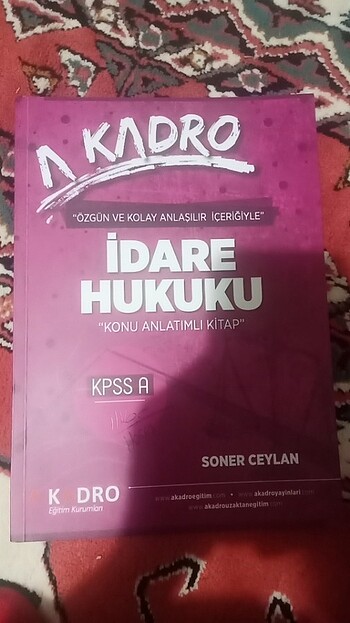 A KADRO
"ÖZGÜN VE KOLAY ANLAŞILIR İÇERİĞİYLE"
İDARE
HUKUKU
"KONU ANLATIMLI KİTAP"
KPSS A
SONER CEYLAN
K DRO
Eğitim Kurumları
www.akadroegitim.com • www.akadroyayinlari.com
www.akadrouzaktanegitim.com